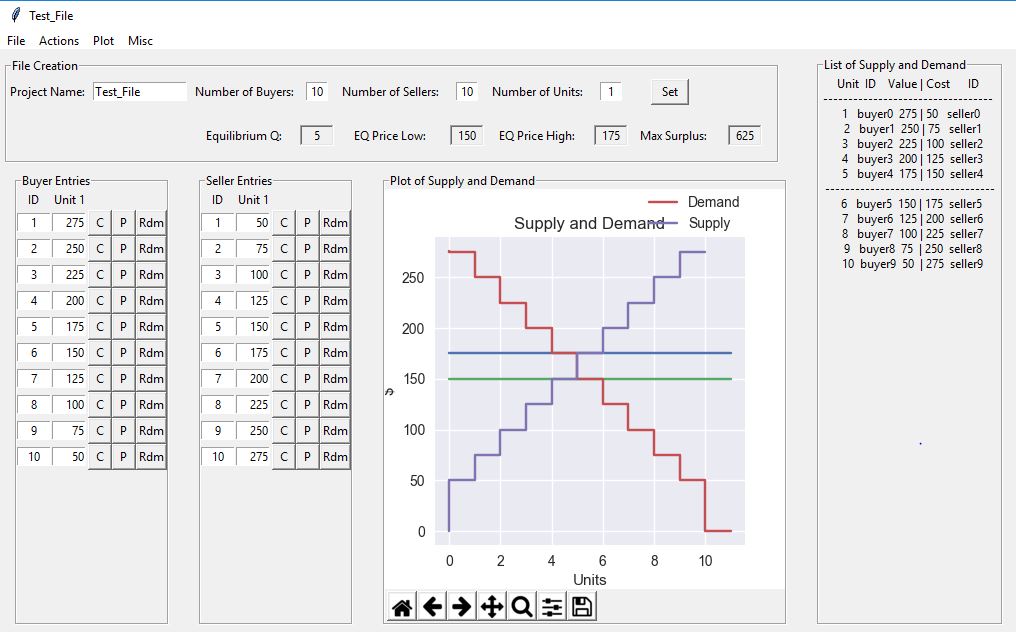 Test_File
File Actions Plot Misc
File Creation
Project Name: Test_File Number of Buyers: 10 Number of Sellers: 10 Number of Units: 1 Set
Equilibrium Q: 5 EQ Price Low: 150 EQ Price High: 175 Max Surplus: 625
Buyer Entries
ID Unit 1
1 275 C P Rdm
2 250 C P Rdm
3 225 C P Rdm
4 200 C P Rdm
5 175 C P Rdm
6 150 C P Rdm
7 125 C P Rdm
8 100 C P Rdm
9 75 C P Rdm
10 50 C P Rdm
Seller Entries
ID Unit 1
1 50 C P Rdm
2 75 C P Rdm
3 100 C P Rdm
4 125 C P Rdm
5 150 C P Rdm
6 175 C P Rdm
7 200 C P Rdm
8 225 C P Rdm
9 250 C P Rdm
10 275 C P Rdm
Plot of Supply and Demand
Demand
Supply and Demand
Supply
250
200
150
$
100
50
0
0 2 4 6 8 10
Units
List of Supply and Demand
Unit ID Value | Cost ID
-----------------------------------
1 buyer0 275 | 50 seller0
2 buyer1 250 | 75 seller1
3 buyer2 225 | 100 seller2
4 buyer3 200 | 125 seller3
5 buyer4 175 | 150 seller4
-----------------------------------
6 buyer5 150 | 175 seller5
7 buyer6 125 | 200 seller6
8 buyer7 100 | 225 seller7
9 buyer8 75 | 250 seller8
10 buyer9 50 | 275 seller9